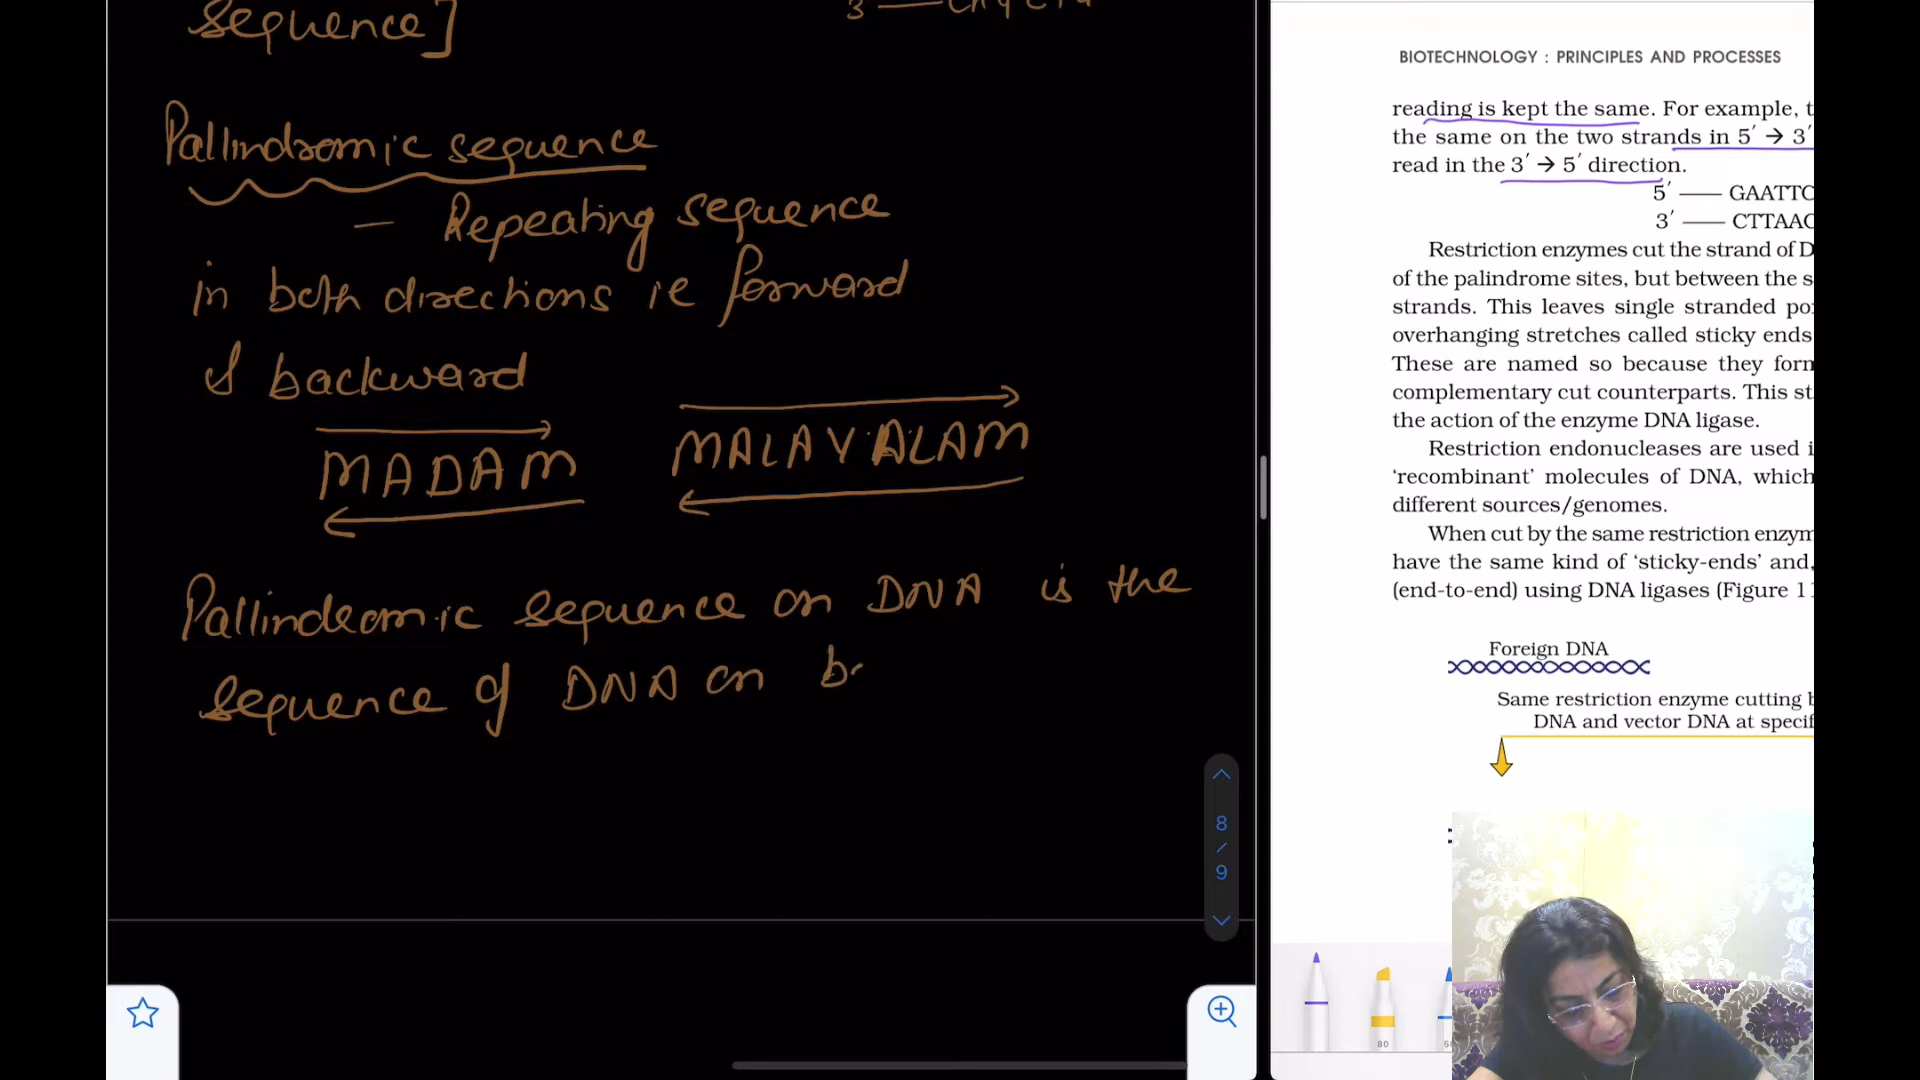 sequence]
3
Pallindromic sequence
– Repeating sequence
in both directions ie forward
& backward
MADAM MALAYALAM
Pallindromic sequence on DNA is the
sequence of DNA on bo
8
/
9
BIOTECHNOLOGY : PRINCIPLES AND PROCESSES
reading is kept the same. For example, t
the same on the two strands in 5′ → 3′
read in the 3′ → 5′ direction.
5′ —— GAATTC
3′ —— CTTAAG
Restriction enzymes cut the strand of D
of the palindrome sites, but between the s
strands. This leaves single stranded po
overhanging stretches called sticky ends
These are named so because they form
complementary cut counterparts. This st
the action of the enzyme DNA ligase.
Restriction endonucleases are used i
‘recombinant’ molecules of DNA, which
different sources/genomes.
When cut by the same restriction enzym
have the same kind of ‘sticky-ends’ and,
(end-to-end) using DNA ligases (Figure 11
Foreign DNA
Same restriction enzyme cutting b
DNA and vector DNA at specif
80